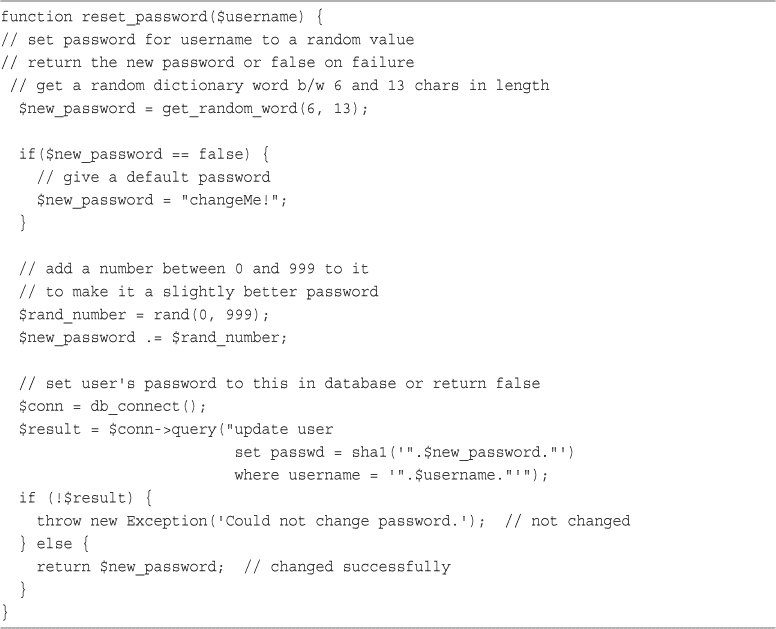 function reset_password($username) {
// set password for username to a random value
// return the new password or false on failure
 // get a random dictionary word b/w 6 and 13 chars in length
  $new_password = get_random_word(6, 13);

  if($new_password == false) {
    // give a default password
    $new_password = "changeMe!";
  }

  // add a number between 0 and 999 to it
  // to make it a slightly better password
  $rand_number = rand(0, 999);
  $new_password .= $rand_number;

  // set user's password to this in database or return false
  $conn = db_connect();
  $result = $conn->query("update user
                          set passwd = sha1('".$new_password."')
                          where username = '".$username."'");
  if (!$result) {
    throw new Exception('Could not change password.');  // not changed
  } else {
    return $new_password;  // changed successfully
  }
}